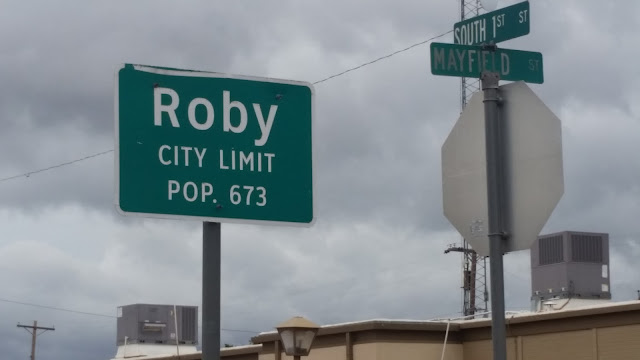 Roby
CITY LIMIT
POP. 673
SOUTH 1ST ST
MAYFIELD ST